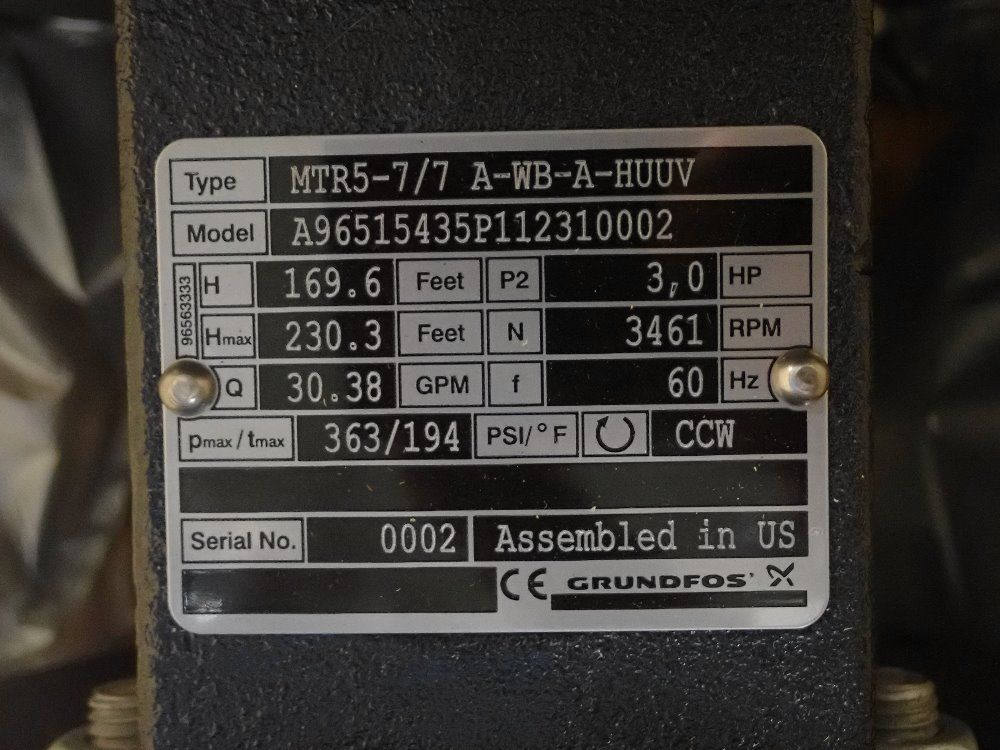 Type MTR5-7/7 A-WB-A-HUUV
Model A96515435P112310002
96563333
H 169.6 Feet P2 3,0 HP
Hmax 230.3 Feet N 3461 RPM
Q 30.38 GPM f 60 Hz
pmax/tmax 363/194 PSI/°F CCW
Serial No. 0002 Assembled in US
CE GRUNDFOS